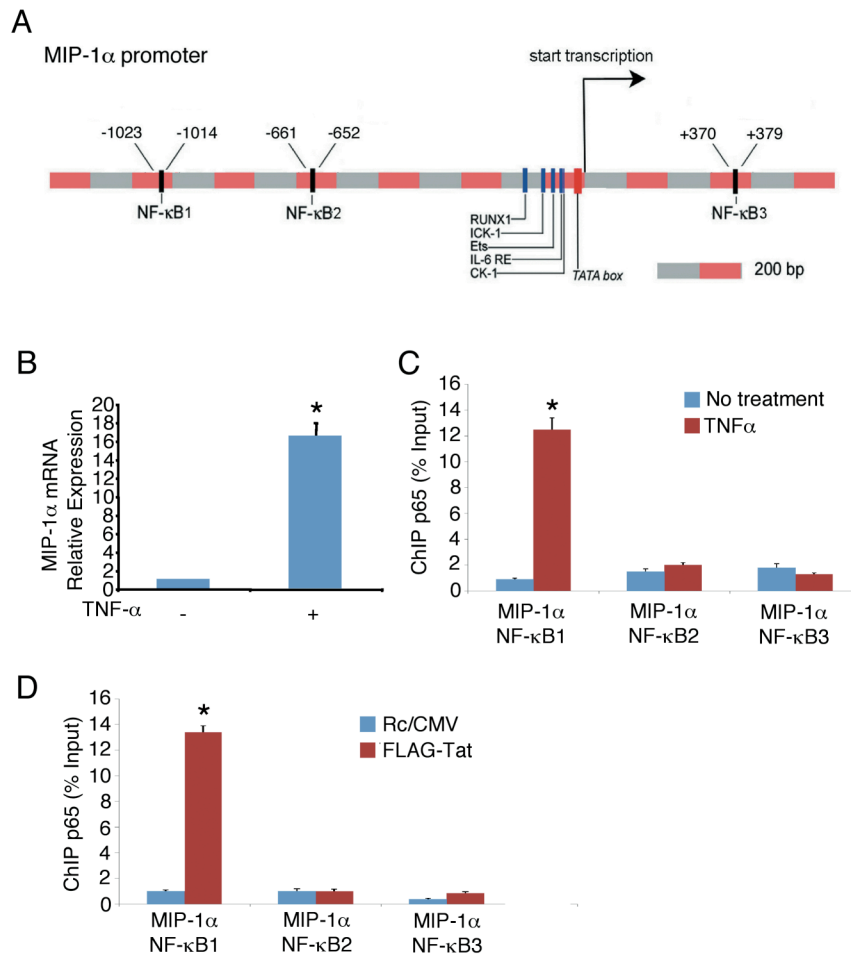 A
MIP-1α promoter
start transcription
-1023 -1014 -661 -652 +370 +379
NF-κB1 NF-κB2 NF-κB3
RUNX1
ICK-1
Ets
IL-6 RE
CK-1 TATA box
200 bp
B
MIP-1α mRNA
Relative Expression
20
18
16
14
12
10
8
6
4
2
0
*
TNF-α - +
C
ChIP p65 (% Input)
16
14
12
10
8
6
4
2
0
*
No treatment
TNFα
MIP-1α MIP-1α MIP-1α
NF-κB1 NF-κB2 NF-κB3
D
ChIP p65 (% Input)
16
14
12
10
8
6
4
2
0
*
Rc/CMV
FLAG-Tat
MIP-1α MIP-1α MIP-1α
NF-κB1 NF-κB2 NF-κB3